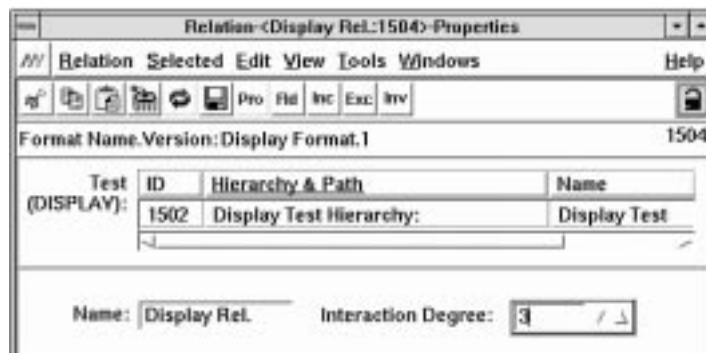 Relation-<Display Rel.:1504>-Properties
Relation Selected Edit View Tools Windows Help
Pro Fld Inc Exc Inv
Format Name.Version: Display Format.1 1504
Test (DISPLAY): ID Hierarchy & Path Name
1502 Display Test Hierarchy: Display Test
Name: Display Rel. Interaction Degree: 3